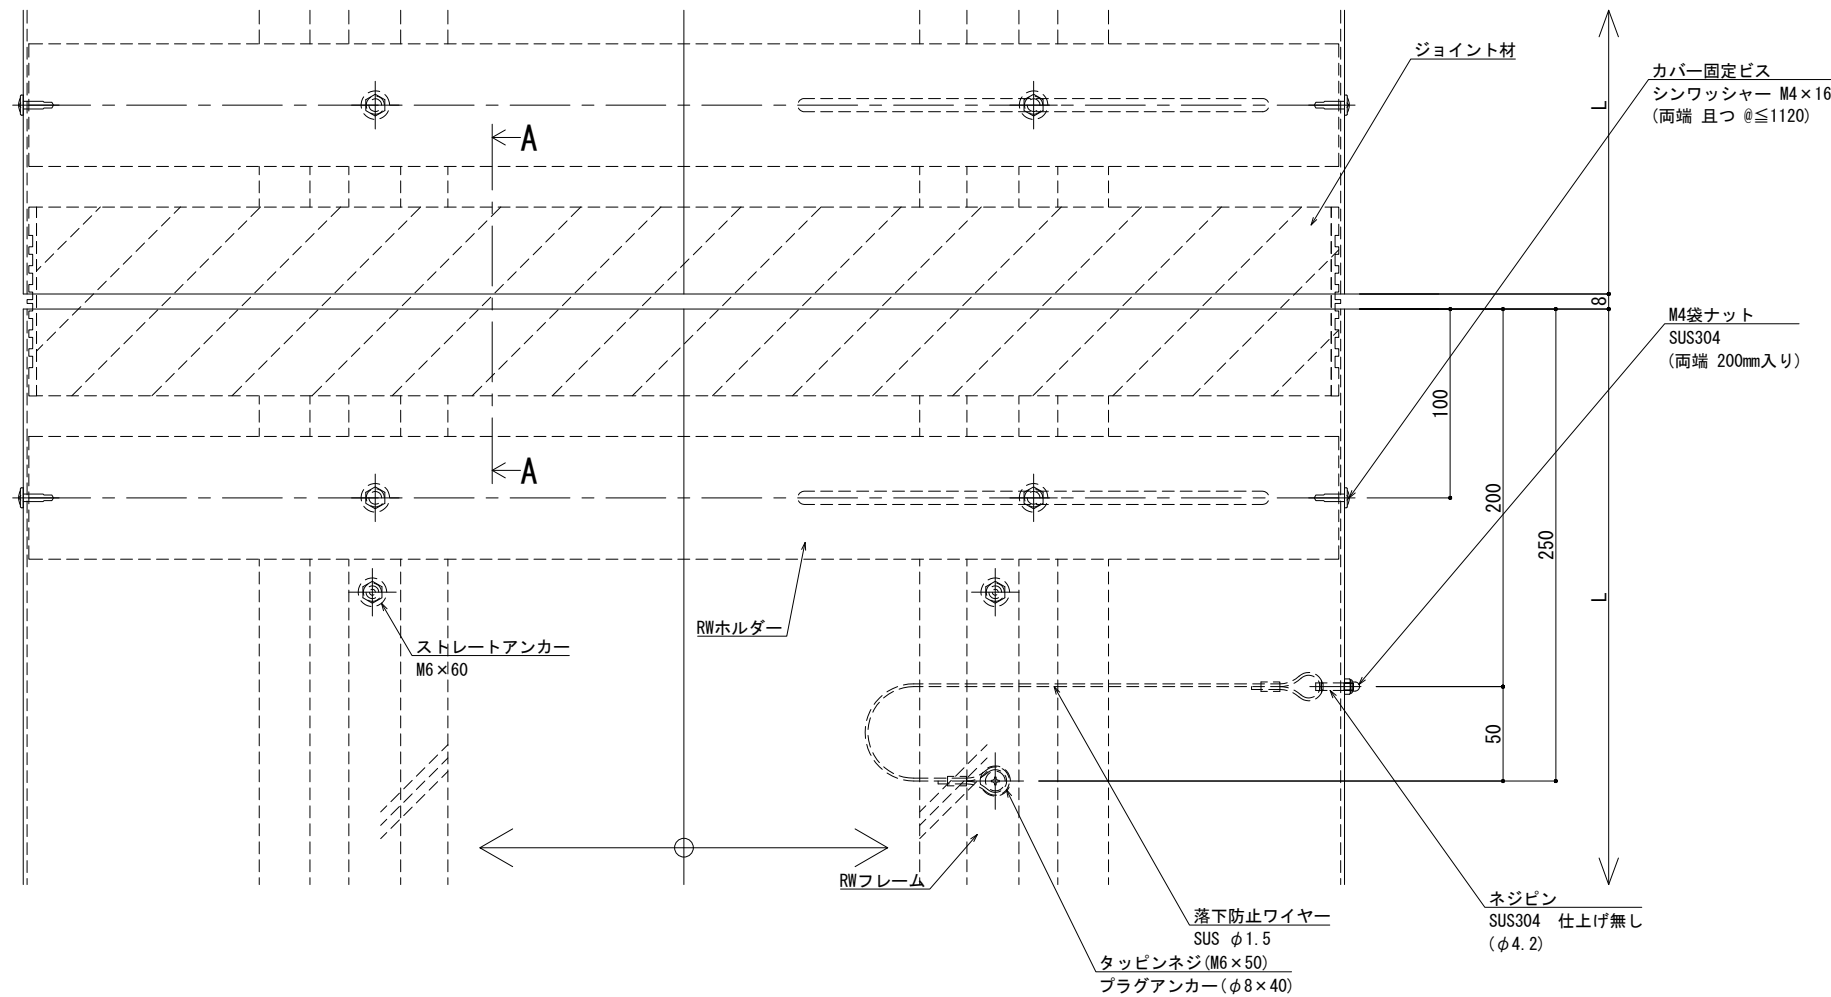 ジョイント材
カバー固定ビス
シンワッシャー M4×16
(両端 且つ @≦1120)
L
A
8
M4袋ナット
SUS304
(両端 200mm入り)
100
A
200
250
L
RWホルダー
ストレートアンカー
M6×60
50
RWフレーム
ネジピン
SUS304 仕上げ無し
(φ4.2)
落下防止ワイヤー
SUS φ1.5
タッピンネジ(M6×50)
プラグアンカー(φ8×40)